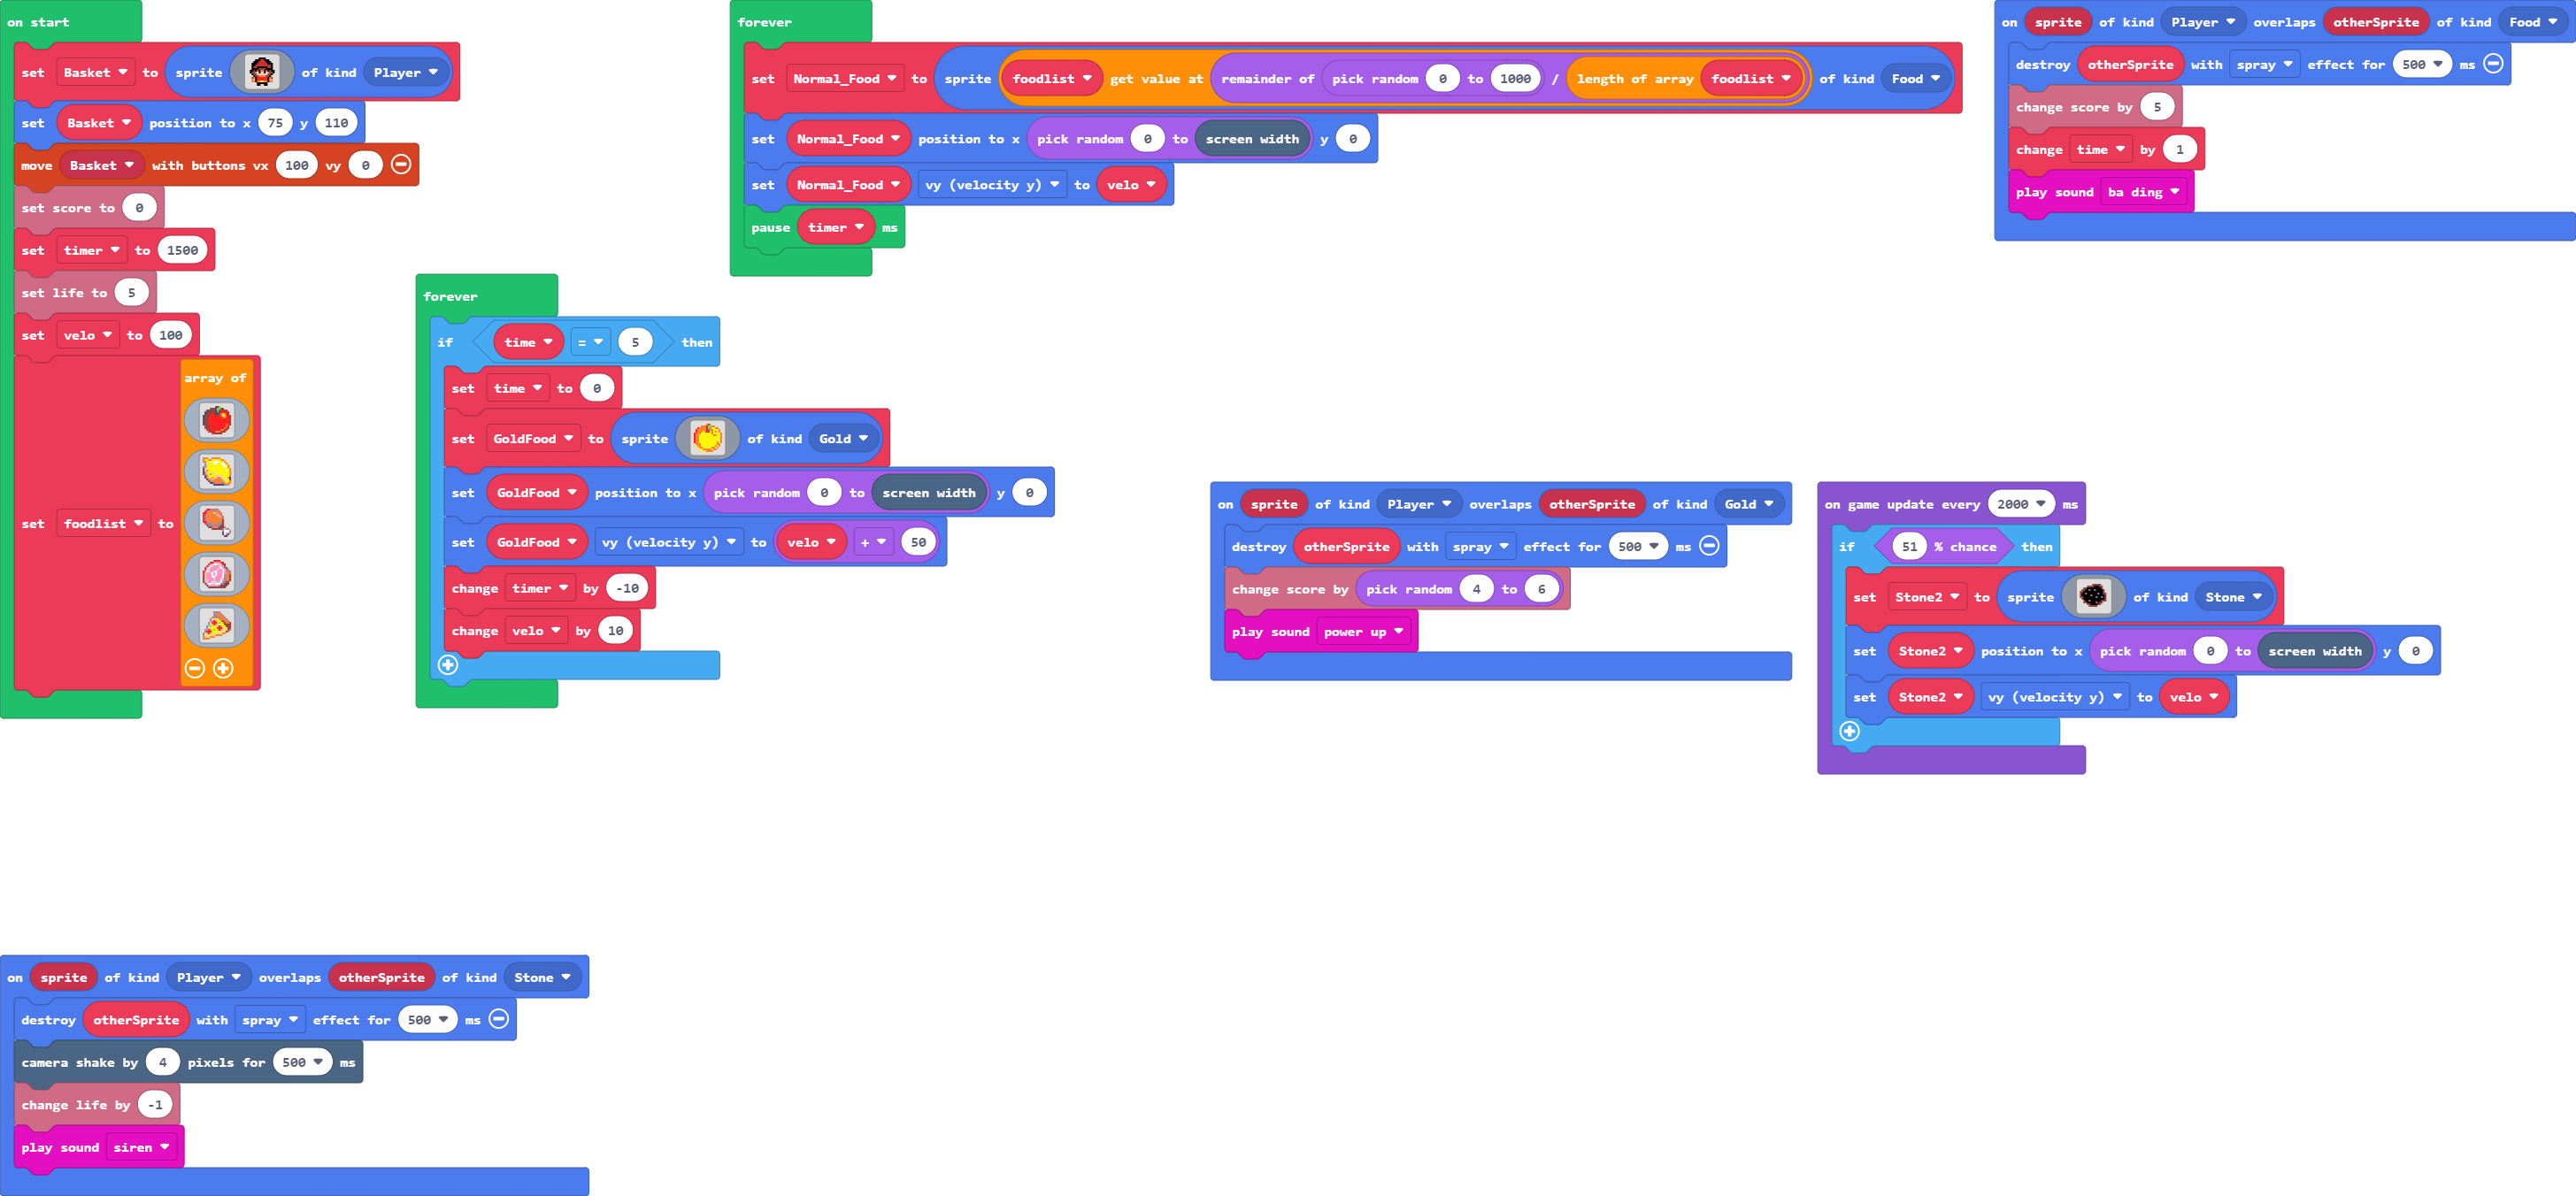 on start
set Basket to sprite of kind Player
set Basket position to x 75 y 110
move Basket with buttons vx 100 vy 0
set score to 0
set timer to 1500
set life to 5
set velo to 100
set foodlist to array of
forever
if time = 5 then
set time to 0
set GoldFood to sprite of kind Gold
set GoldFood position to x pick random 0 to screen width y 0
set GoldFood vy (velocity y) to velo + 50
change timer by -10
change velo by 10
forever
set Normal_Food to sprite foodlist get value at remainder of pick random 0 to 1000 / length of array foodlist of kind Food
set Normal_Food position to x pick random 0 to screen width y 0
set Normal_Food vy (velocity y) to velo
pause timer ms
on sprite of kind Player overlaps otherSprite of kind Food
destroy otherSprite with spray effect for 500 ms
change score by 5
change time by 1
play sound ba ding
on sprite of kind Player overlaps otherSprite of kind Gold
destroy otherSprite with spray effect for 500 ms
change score by pick random 4 to 6
play sound power up
on game update every 2000 ms
if 51 % chance then
set Stone2 to sprite of kind Stone
set Stone2 position to x pick random 0 to screen width y 0
set Stone2 vy (velocity y) to velo
on sprite of kind Player overlaps otherSprite of kind Stone
destroy otherSprite with spray effect for 500 ms
camera shake by 4 pixels for 500 ms
change life by -1
play sound siren